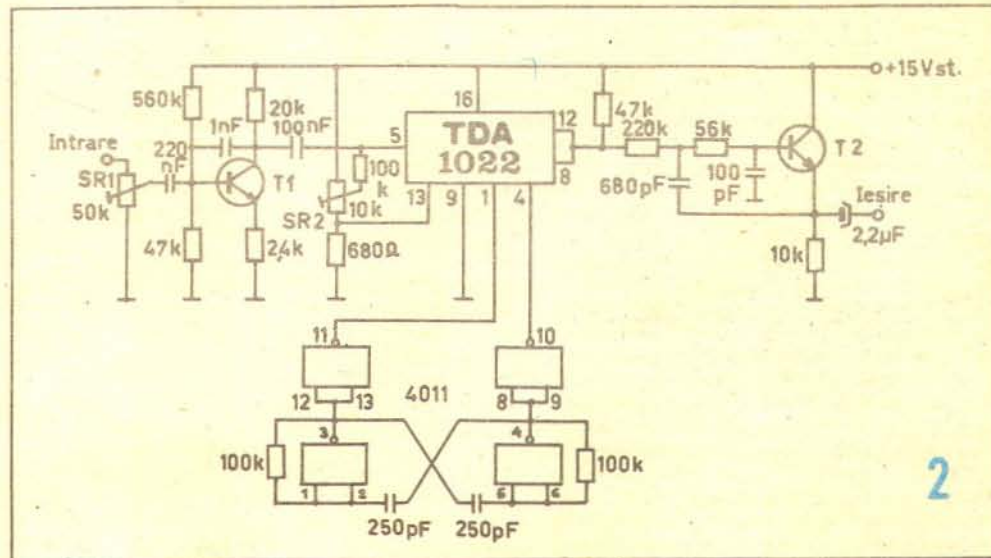 +15Vst.
560k
20k
16
47k
12
1nF
100nF
TDA
1022
220k
56k
T2
Intrare
220
nF
5
8
SR1
50k
T1
100
k
13
9
1
4
680pF
100
pF
Iesire
SR2
10k
2,2µF
47k
2,4k
680Ω
10k
11
10
12
13
4011
8
9
3
4
100k
100k
1
2
5
6
250pF
250pF
2